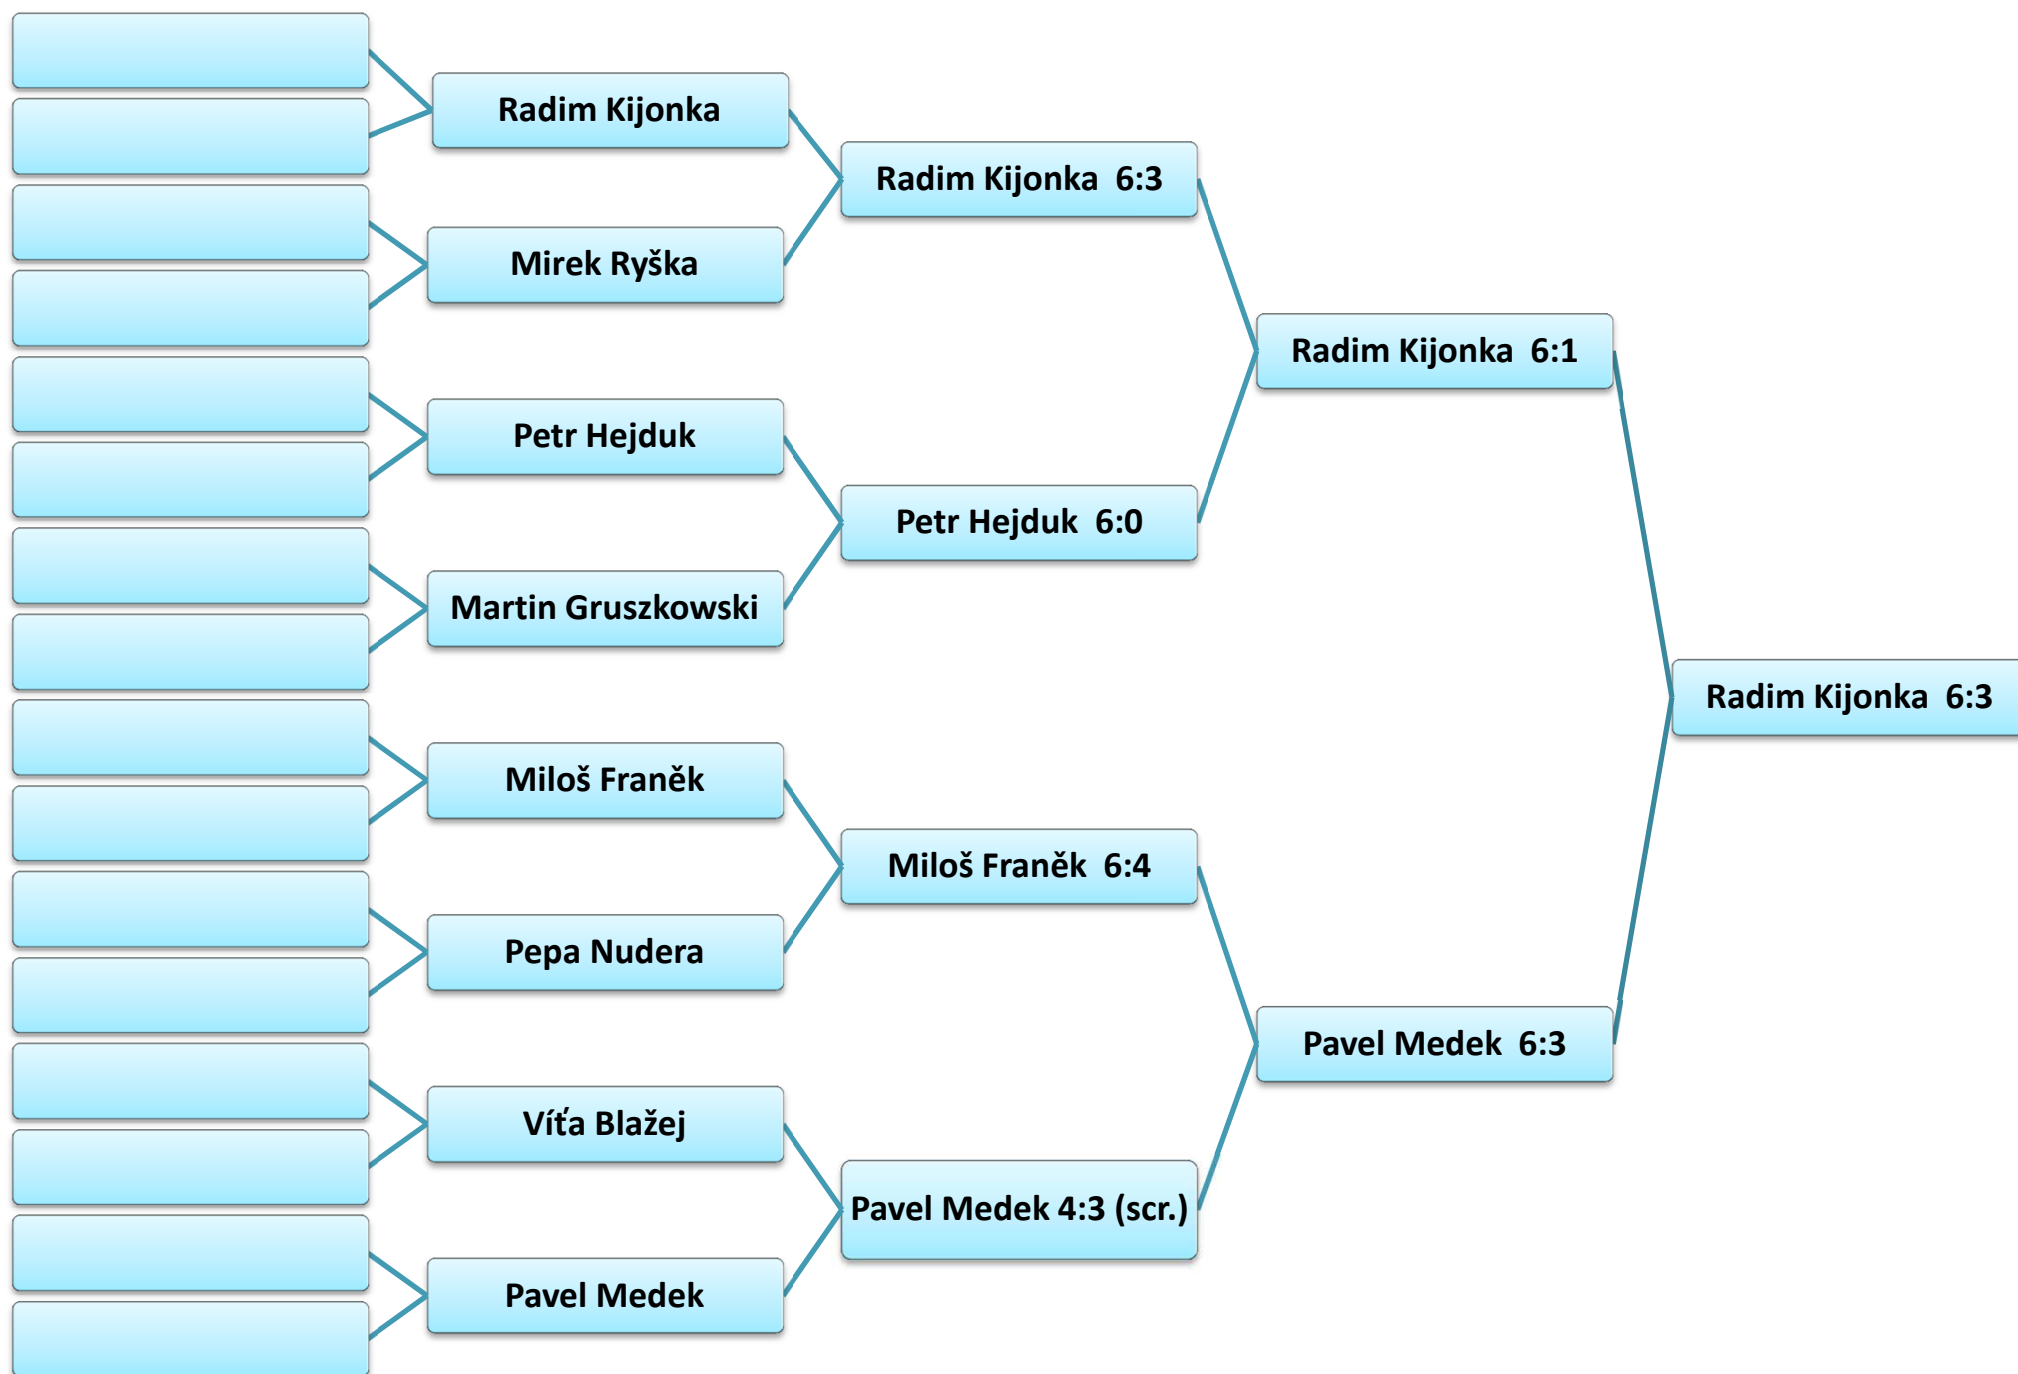 Radim Kijonka
Mirek Ryška
Petr Hejduk
Martin Gruszkowski
Miloš Franěk
Pepa Nudera
Víťa Blažej
Pavel Medek
Radim Kijonka  6:3
Petr Hejduk  6:0
Miloš Franěk  6:4
Pavel Medek 4:3 (scr.)
Radim Kijonka  6:1
Pavel Medek  6:3
Radim Kijonka  6:3